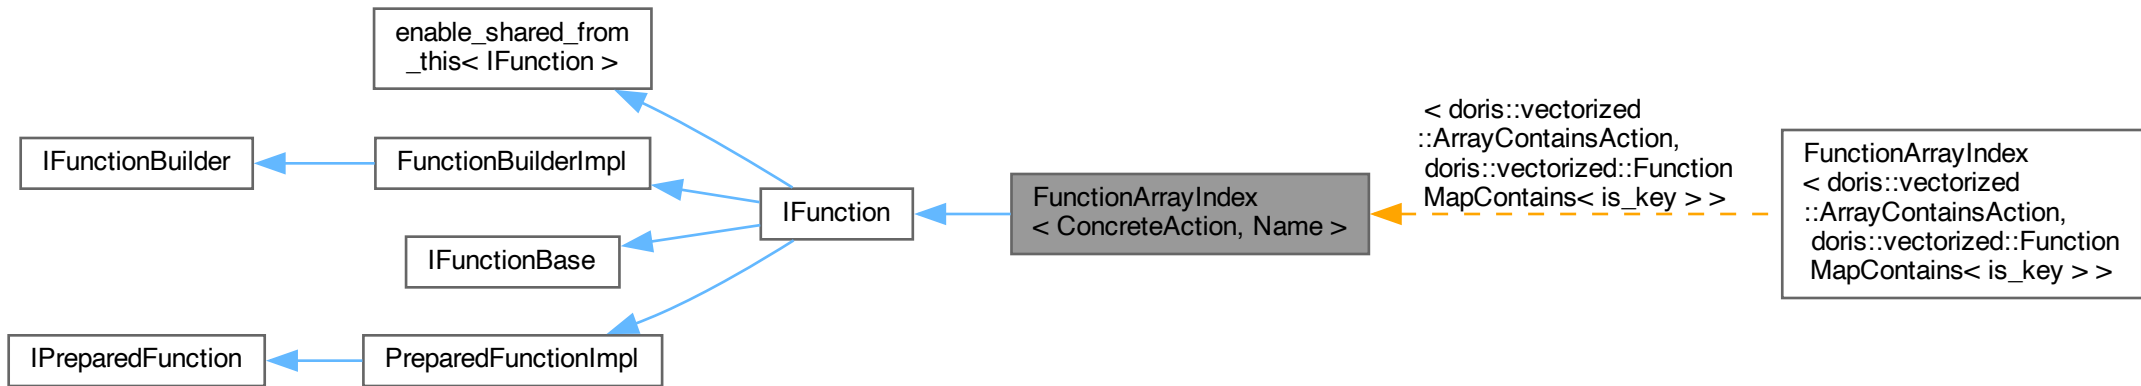 enable_shared_from
_this< IFunction >
IFunctionBuilder
FunctionBuilderImpl
IFunctionBase
IPreparedFunction
PreparedFunctionImpl
IFunction
FunctionArrayIndex
< ConcreteAction, Name >
< doris::vectorized
::ArrayContainsAction,
doris::vectorized::Function
MapContains< is_key > >
FunctionArrayIndex
< doris::vectorized
::ArrayContainsAction,
doris::vectorized::Function
MapContains< is_key > >